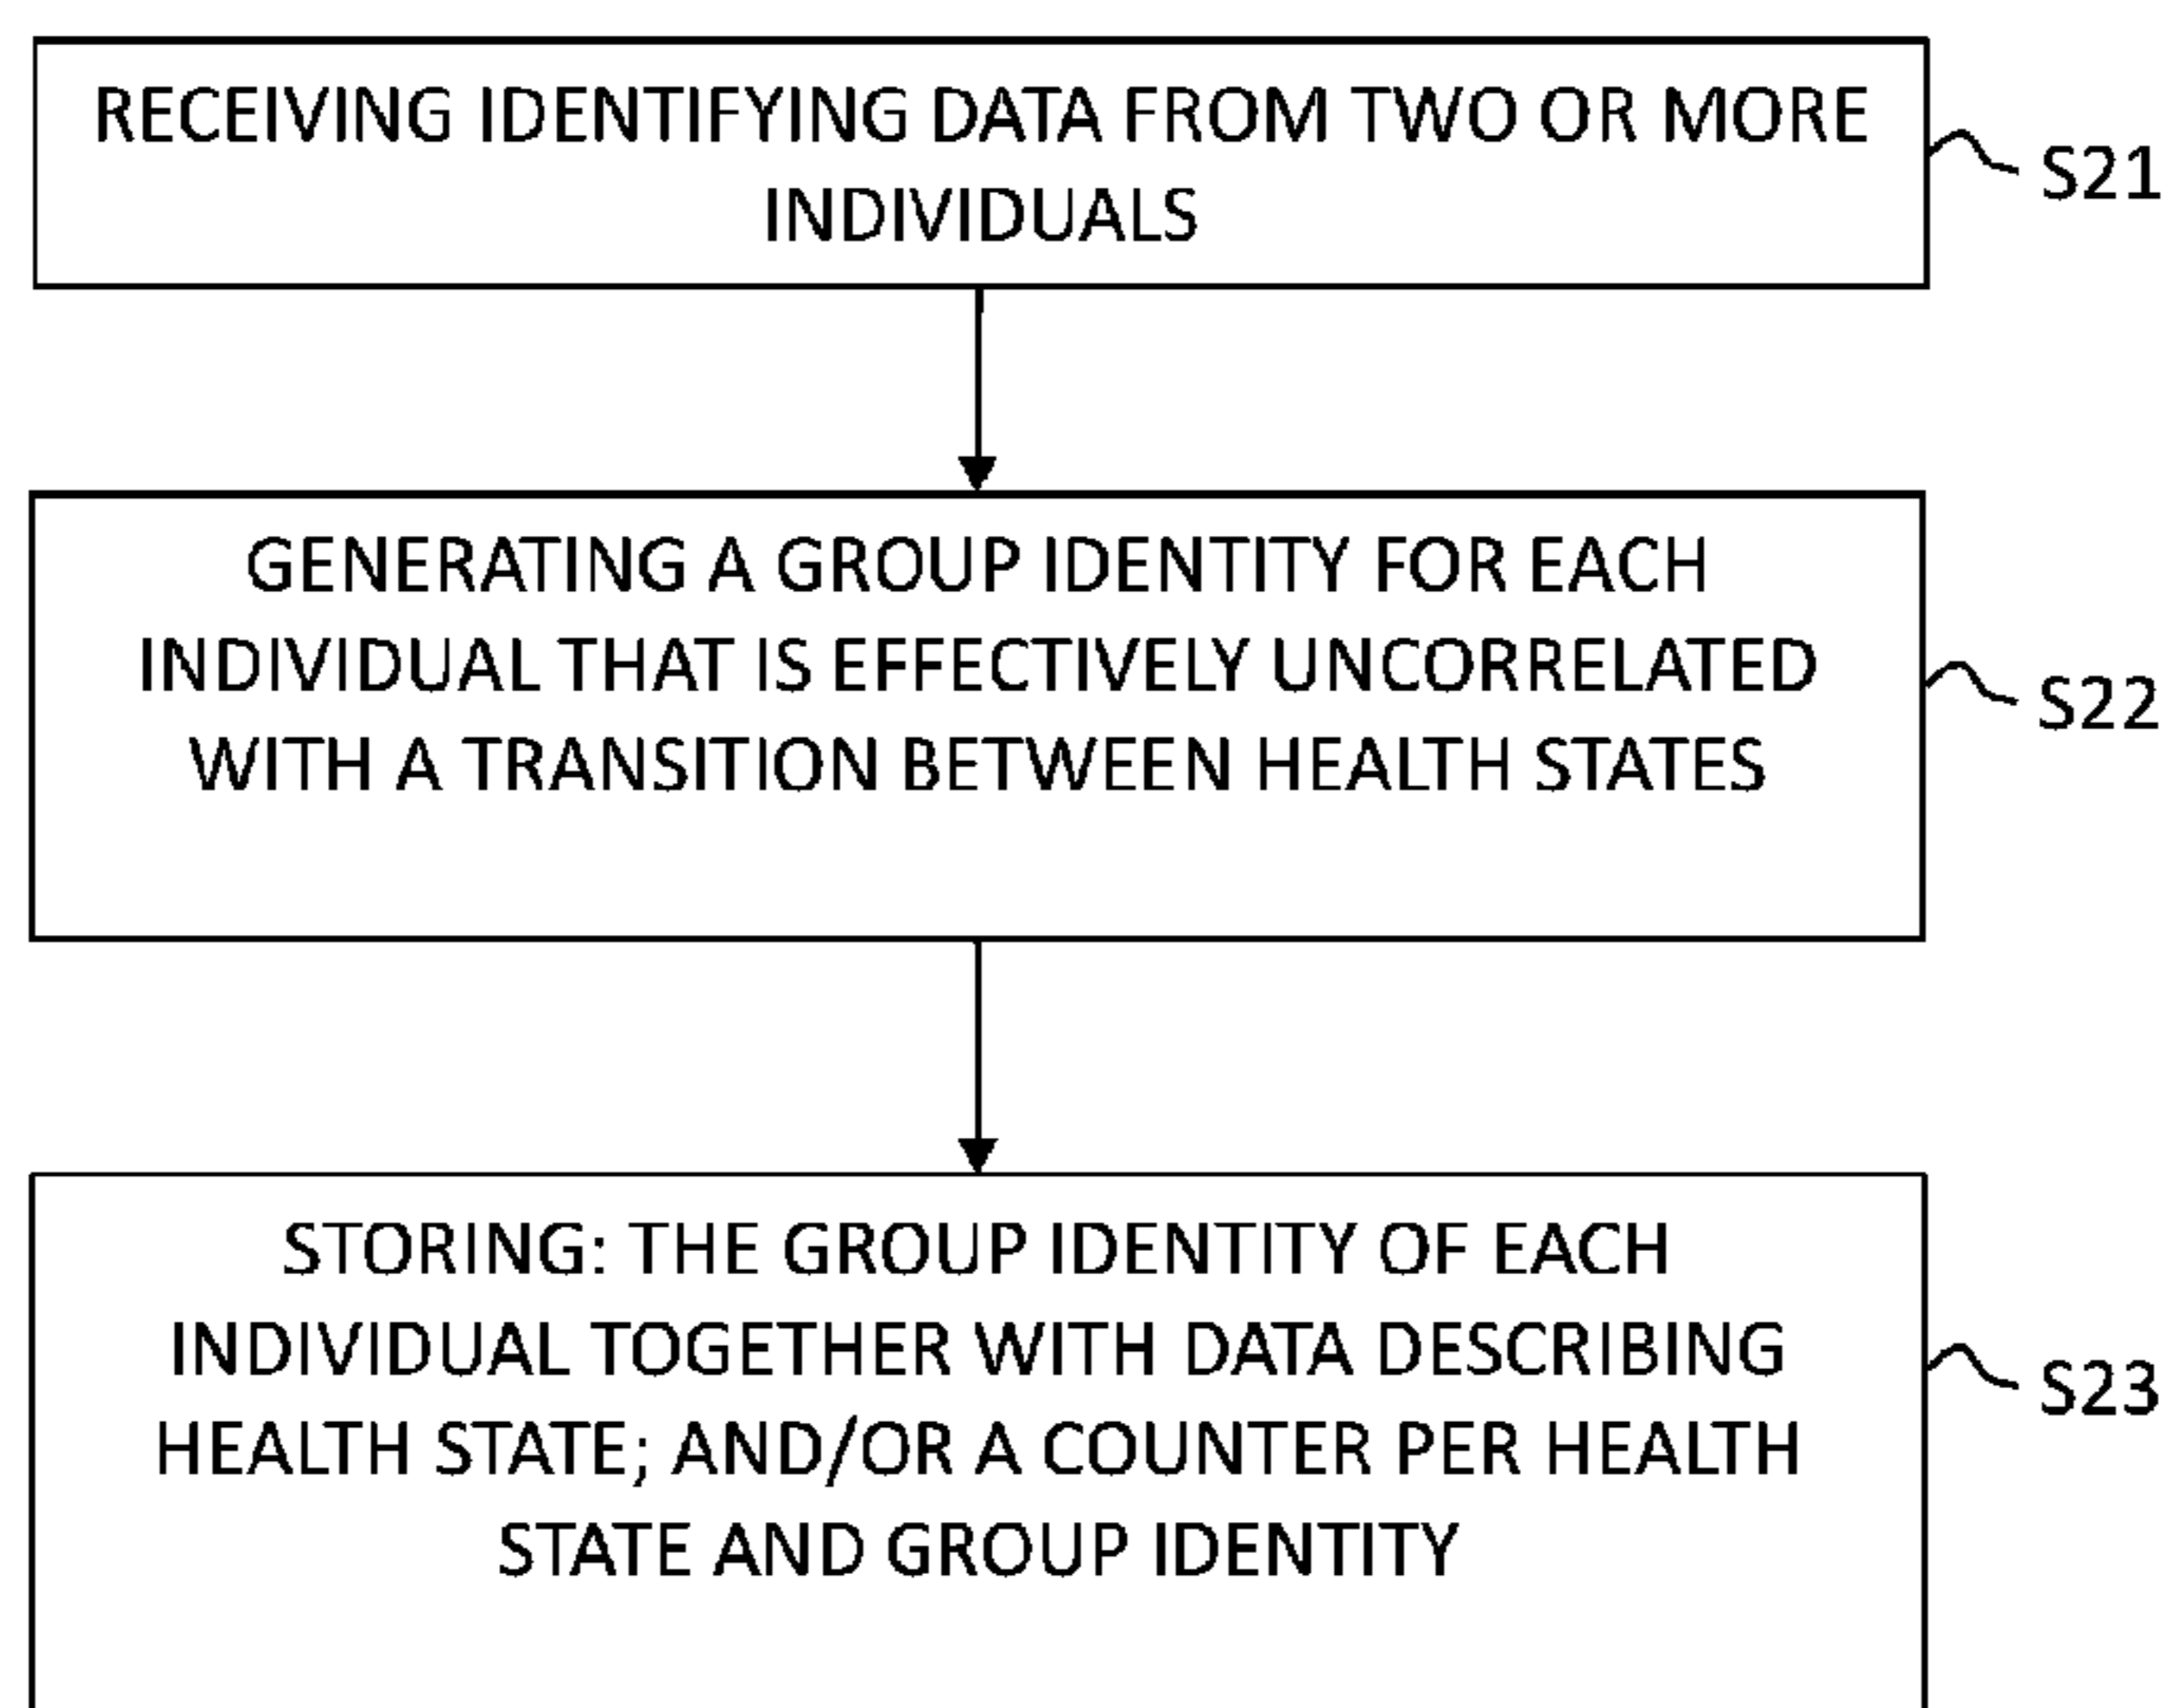 RECEIVING IDENTIFYING DATA FROM TWO OR MORE
INDIVIDUALS
S21
GENERATING A GROUP IDENTITY FOR EACH
INDIVIDUAL THAT IS EFFECTIVELY UNCORRELATED
WITH A TRANSITION BETWEEN HEALTH STATES
S22
STORING: THE GROUP IDENTITY OF EACH
INDIVIDUAL TOGETHER WITH DATA DESCRIBING
HEALTH STATE; AND/OR A COUNTER PER HEALTH
STATE AND GROUP IDENTITY
S23